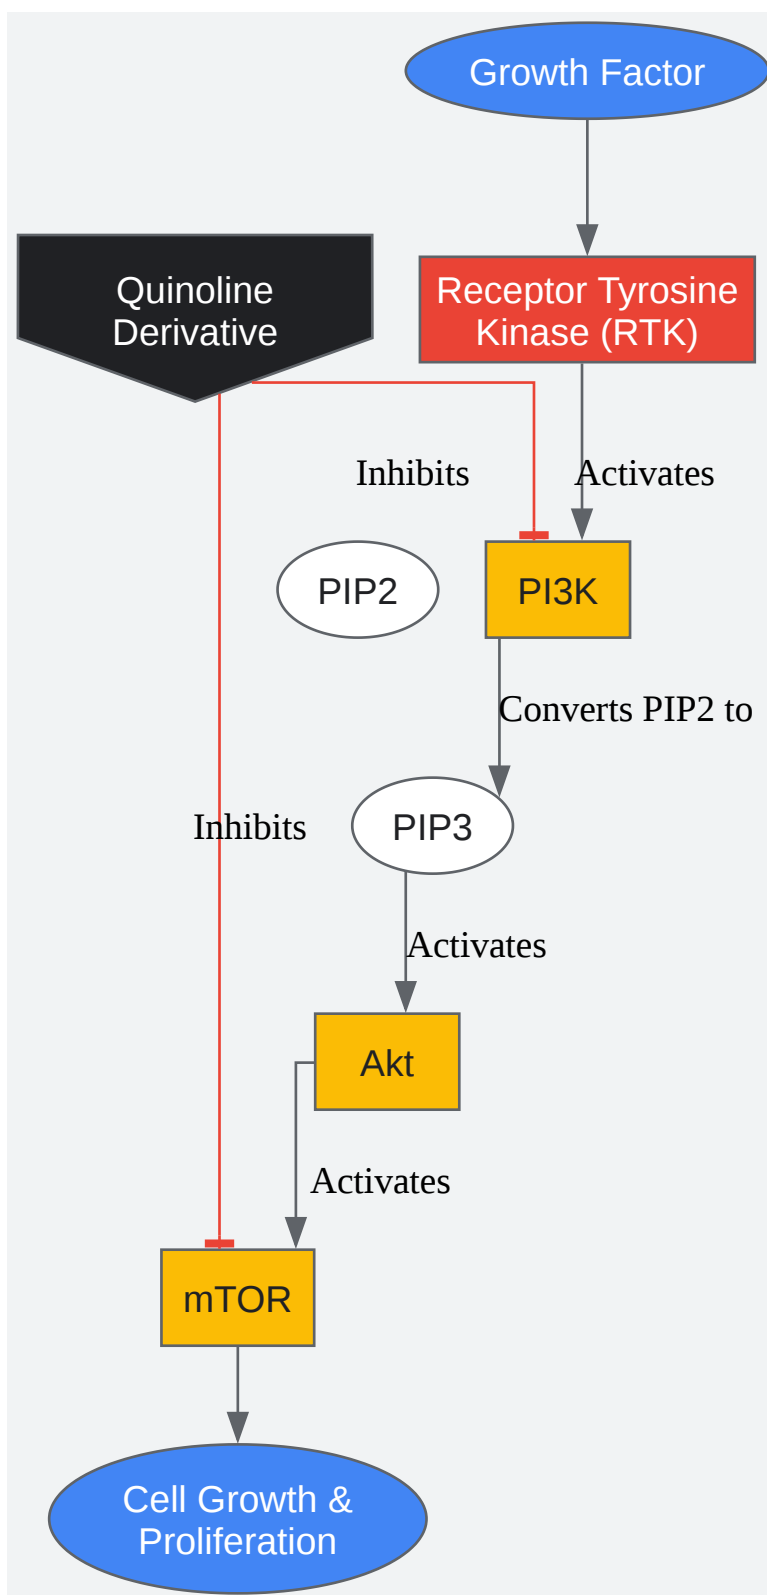 Growth Factor
Quinoline
Derivative
Receptor Tyrosine
Kinase (RTK)
Inhibits
Activates
PIP2
PI3K
Converts PIP2 to
Inhibits
PIP3
Activates
Akt
Activates
mTOR
Cell Growth &
Proliferation